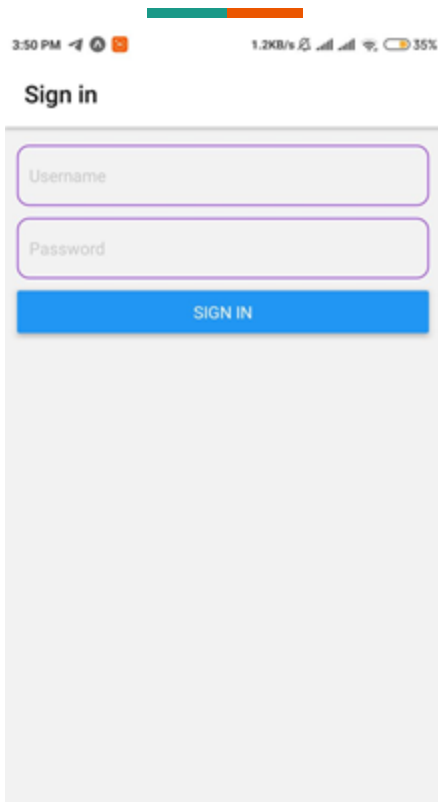 3:50 PM 1.2KB/s 35%
Sign in
Username
Password
SIGN IN